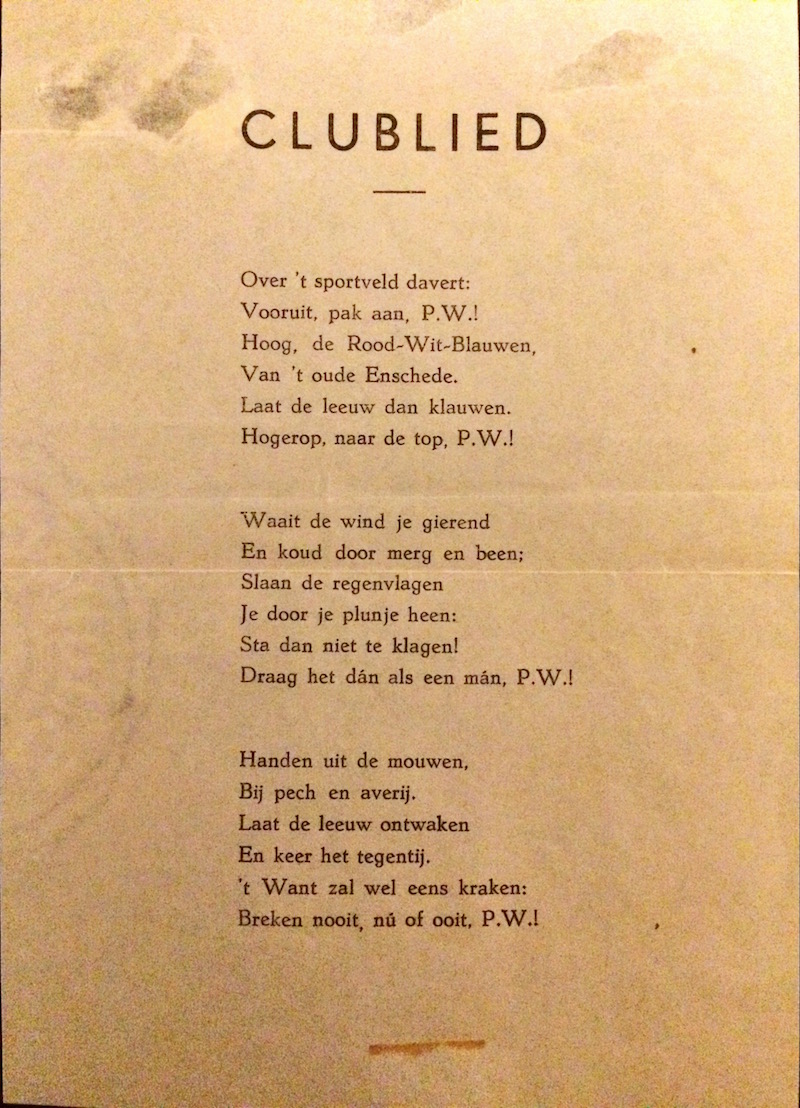 CLUBLIED
Over 't sportveld davert:
Vooruit, pak aan, P.W.!
Hoog, de Rood-Wit-Blauwen,
Van 't oude Enschede.
Laat de leeuw dan klauwen.
Hogerop, naar de top, P.W.!
Waait de wind je gierend
En koud door merg en been;
Slaan de regenvlagen
Je door je plunje heen:
Sta dan niet te klagen!
Draag het dán als een mán, P.W.!
Handen uit de mouwen,
Bij pech en averij.
Laat de leeuw ontwaken
En keer het tegentij.
't Want zal wel eens kraken:
Breken nooit, nú of ooit, P.W.!